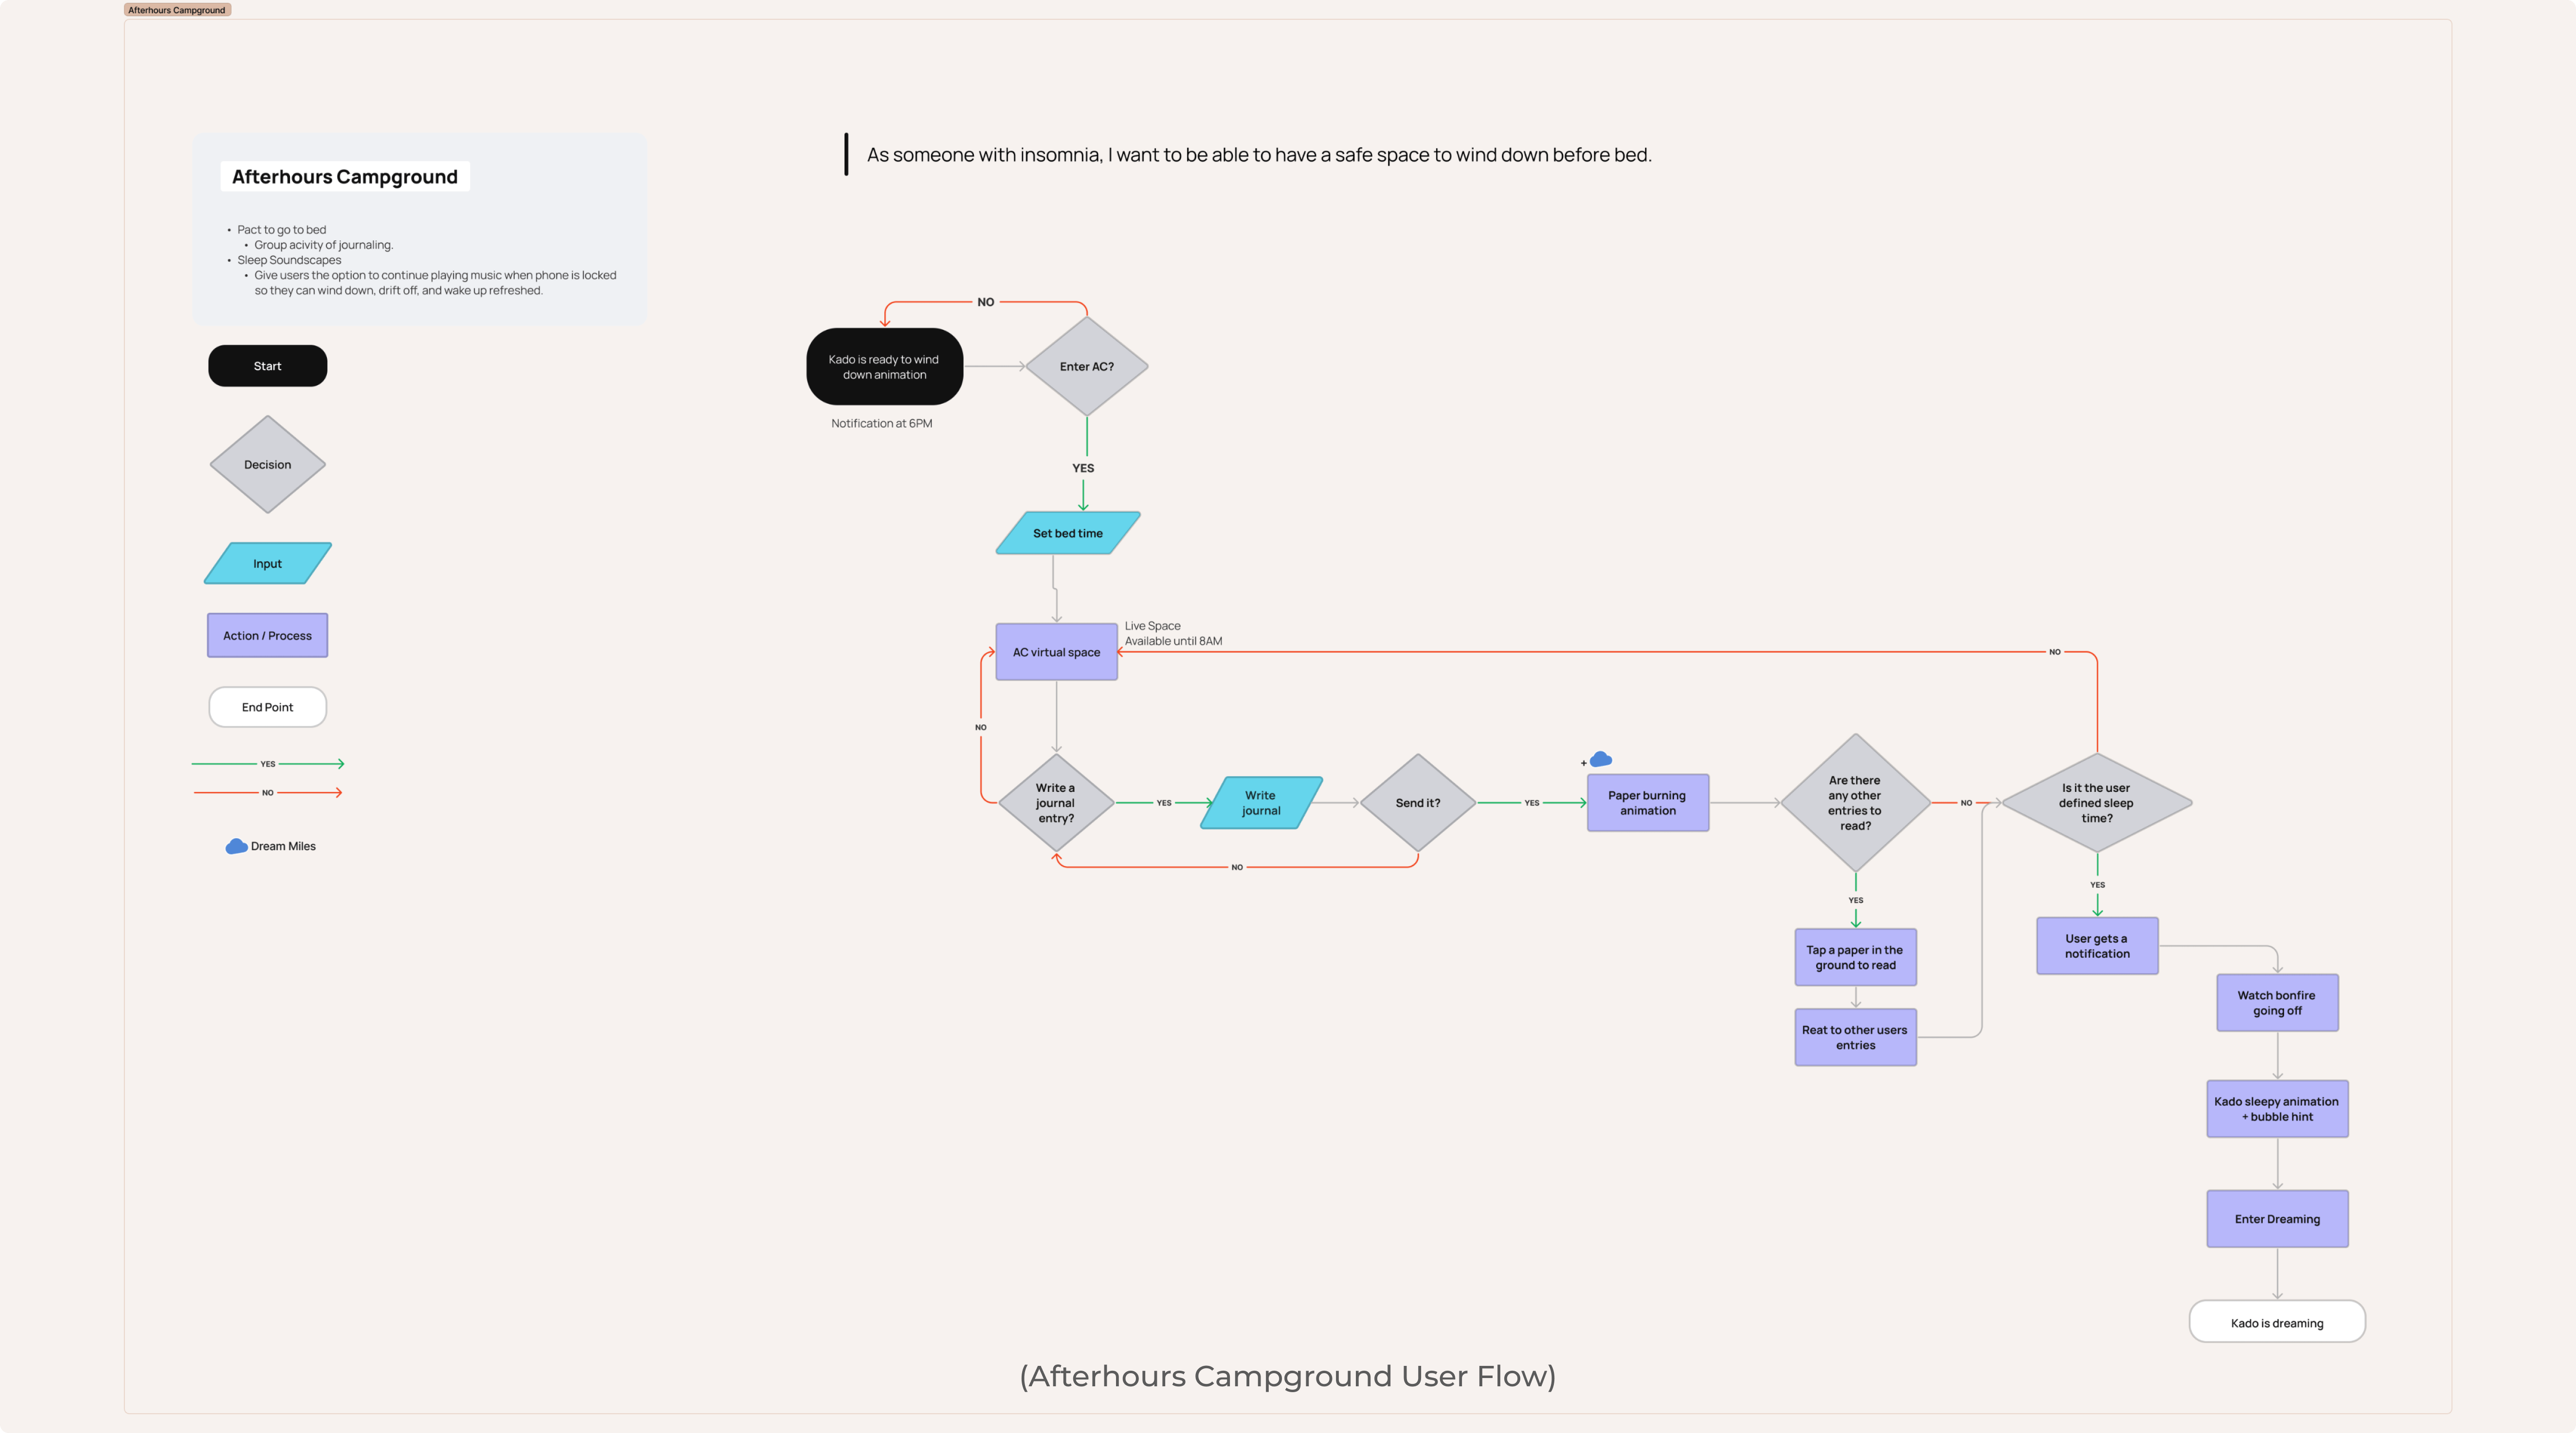 Afterhours Campground
Afterhours Campground
• Pact to go to bed
• Group acivity of journaling.
• Sleep Soundscapes
• Give users the option to continue playing music when phone is locked
so they can wind down, drift off, and wake up refreshed.
Start
Decision
Input
Action / Process
End Point
YES
NO
Dream Miles
As someone with insomnia, I want to be able to have a safe space to wind down before bed.
NO
Kado is ready to wind
down animation
Notification at 6PM
Enter AC?
YES
Set bed time
AC virtual space
Live Space
Available until 8AM
NO
NO
Write a
journal
entry?
YES
Write
journal
Send it?
NO
YES
+
Paper burning
animation
Are there
any other
entries to
read?
NO
YES
Tap a paper in the
ground to read
Reat to other users
entries
Is it the user
defined sleep
time?
YES
User gets a
notification
Watch bonfire
going off
Kado sleepy animation
+ bubble hint
Enter Dreaming
Kado is dreaming
(Afterhours Campground User Flow)